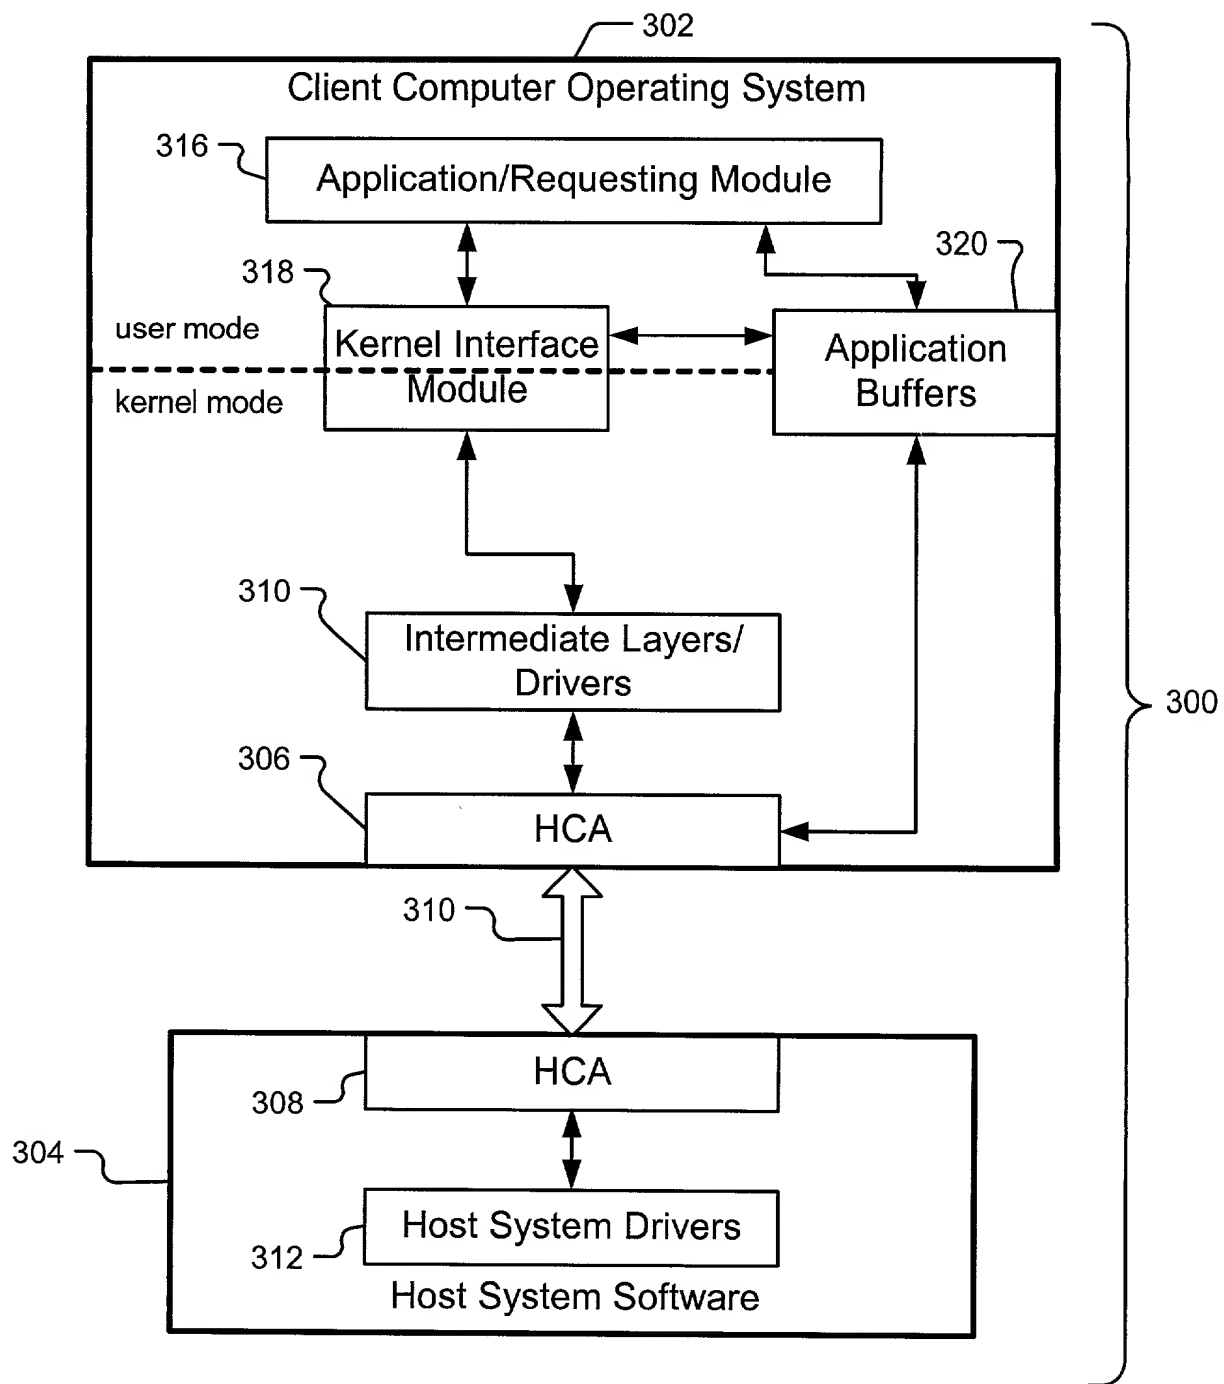 302
Client Computer Operating System
316
Application/Requesting Module
320
318
user mode
Kernel Interface
Module
kernel mode
Application
Buffers
310
Intermediate Layers/
Drivers
300
306
HCA
310
HCA
308
304
Host System Drivers
312
Host System Software